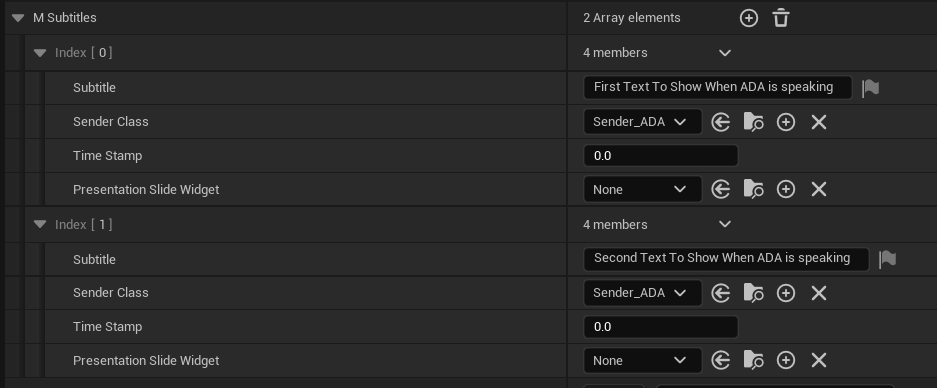 M Subtitles 2 Array elements
Index [ 0 ] 4 members
Subtitle First Text To Show When ADA is speaking
Sender Class Sender_ADA
Time Stamp 0.0
Presentation Slide Widget None
Index [ 1 ] 4 members
Subtitle Second Text To Show When ADA is speaking
Sender Class Sender_ADA
Time Stamp 0.0
Presentation Slide Widget None